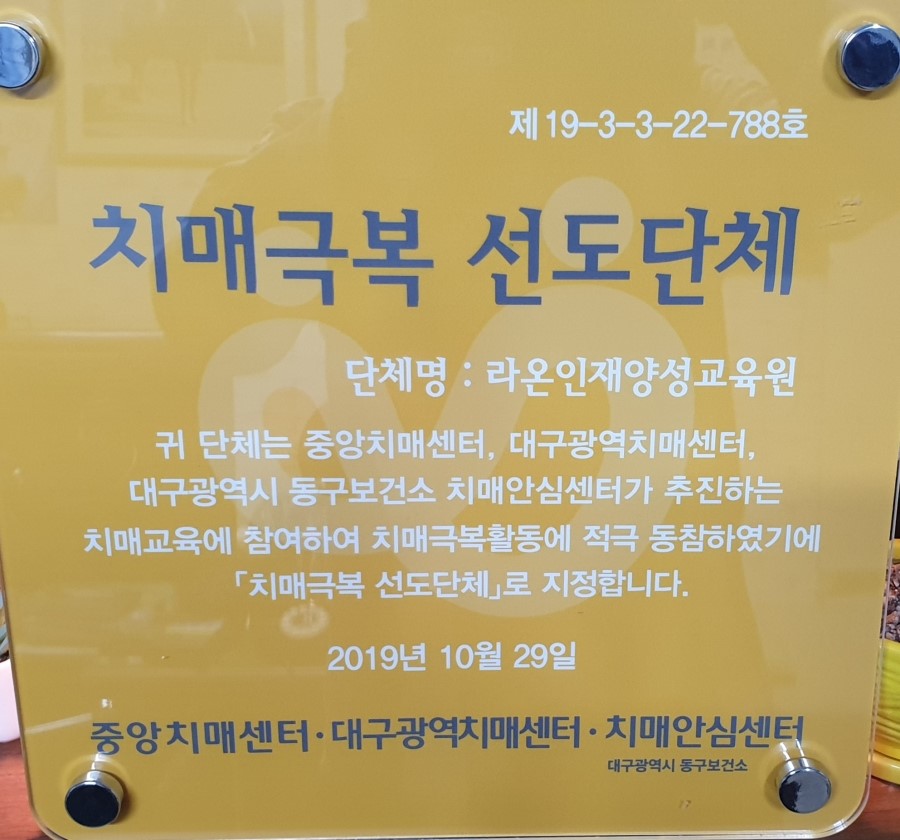 제 19-3-3-22-788호
치매극복 선도단체
단체명 : 라온인재양성교육원
귀 단체는 중앙치매센터, 대구광역치매센터,
대구광역시 동구보건소 치매안심센터가 추진하는
치매교육에 참여하여 치매극복활동에 적극 동참하였기에
「치매극복 선도단체」로 지정합니다.
2019년 10월 29일
중앙치매센터·대구광역치매센터·치매안심센터
대구광역시 동구보건소